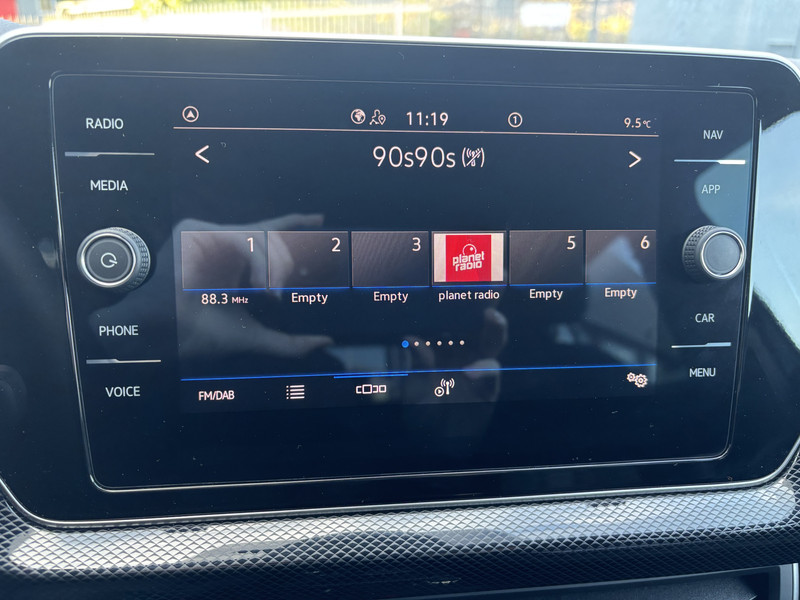 RADIO
MEDIA
PHONE
VOICE
11:19
1
9.5°C
< 90s90s >
1
2
3
planet radio
5
6
88.3 MHz
Empty
Empty
planet radio
Empty
Empty
FM/DAB
NAV
APP
CAR
MENU